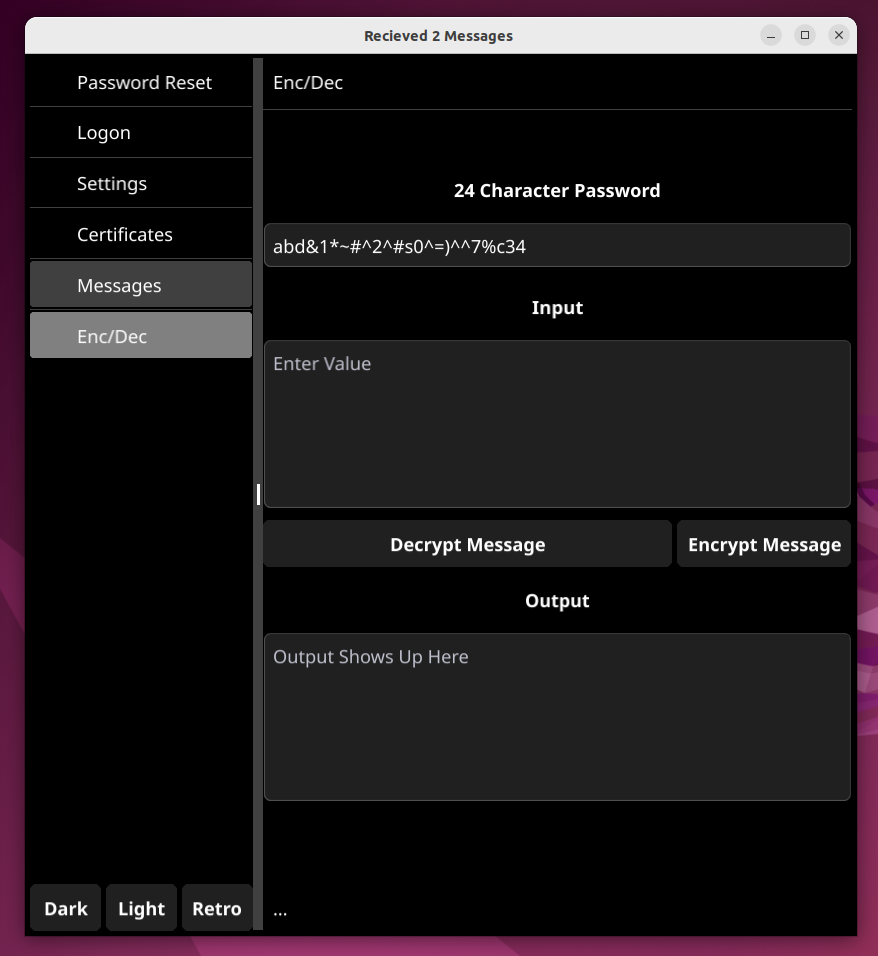 Recieved 2 Messages
Password Reset
Logon
Settings
Certificates
Messages
Enc/Dec
Dark
Light
Retro
Enc/Dec
24 Character Password
abd&1*~#^2^#s0^=)^^7%c34
Input
Enter Value
Decrypt Message
Encrypt Message
Output
Output Shows Up Here
...